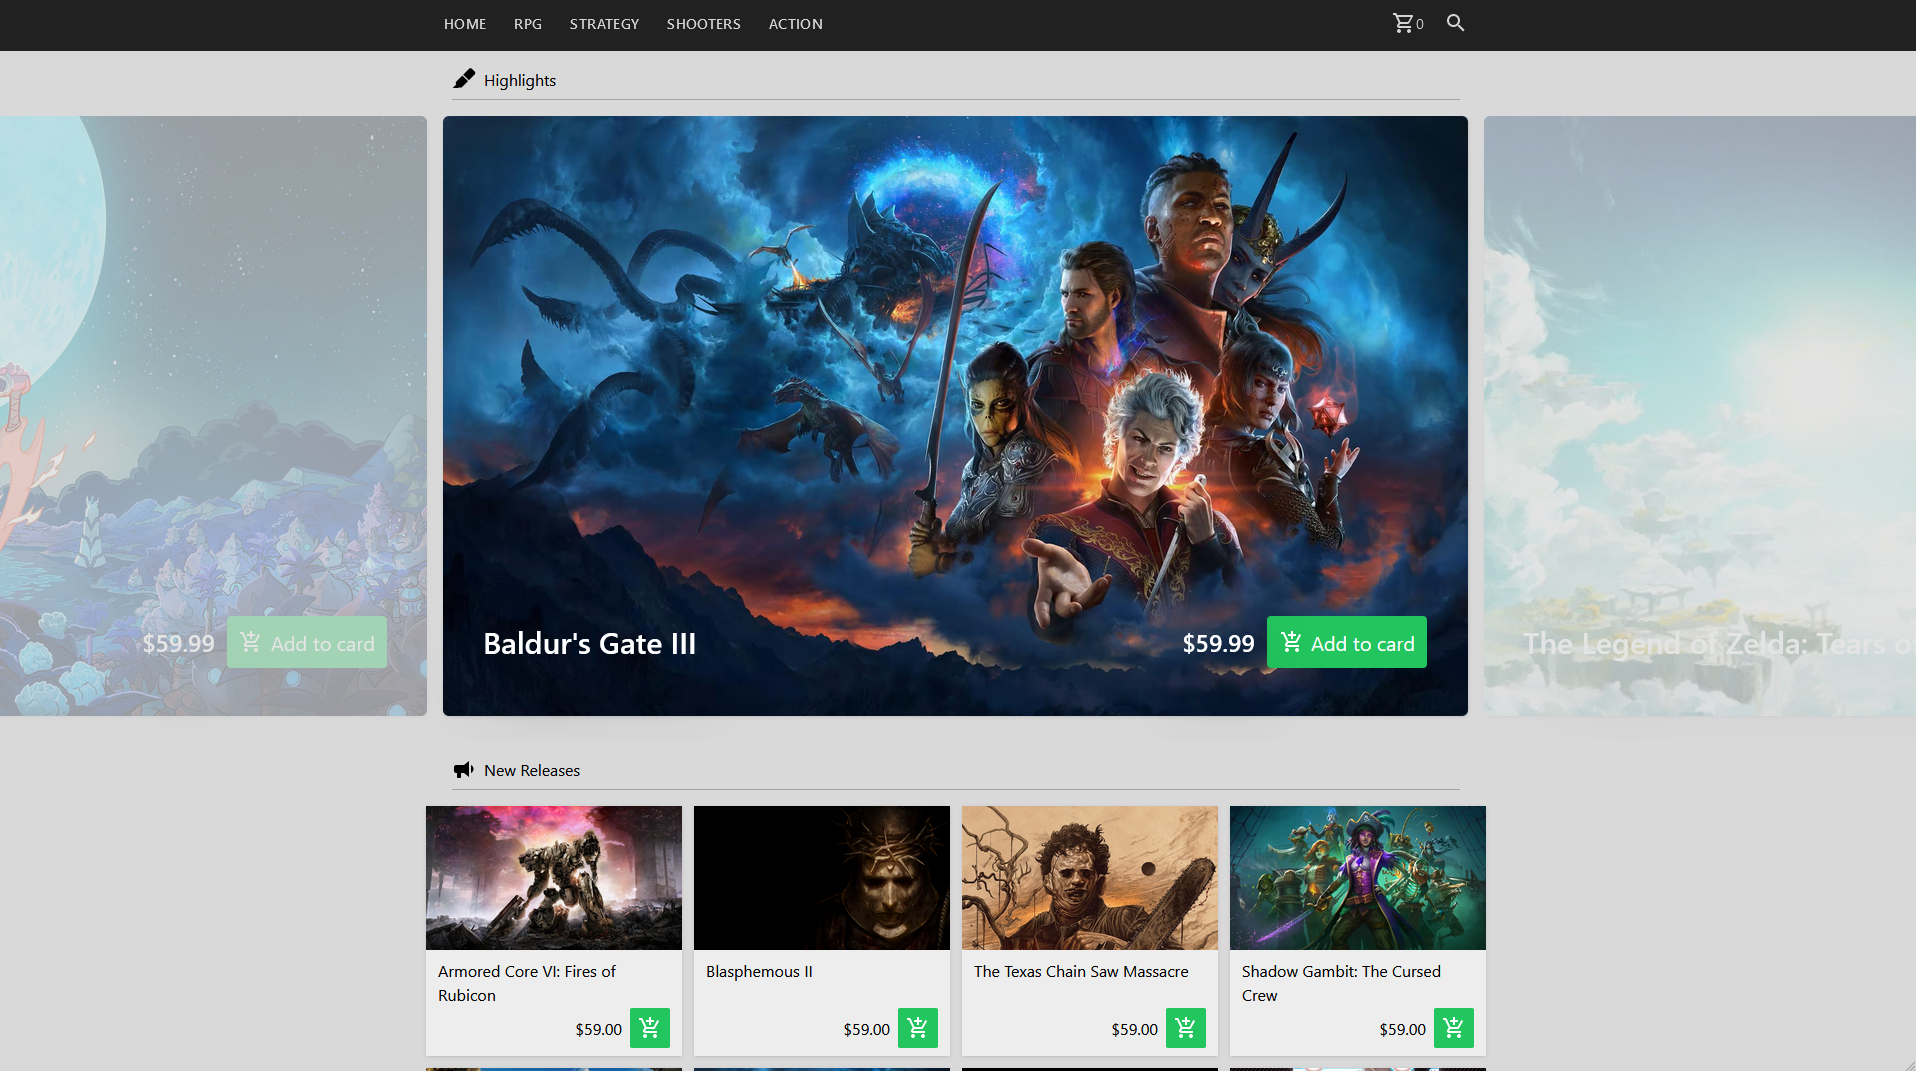 HOME RPG STRATEGY SHOOTERS ACTION 0
Highlights
$59.99 Add to card
Baldur's Gate III $59.99 Add to card
The Legend of Zelda: Tears o
New Releases
Armored Core VI: Fires of
Rubicon
$59.00
Blasphemous II
$59.00
The Texas Chain Saw Massacre
$59.00
Shadow Gambit: The Cursed
Crew
$59.00